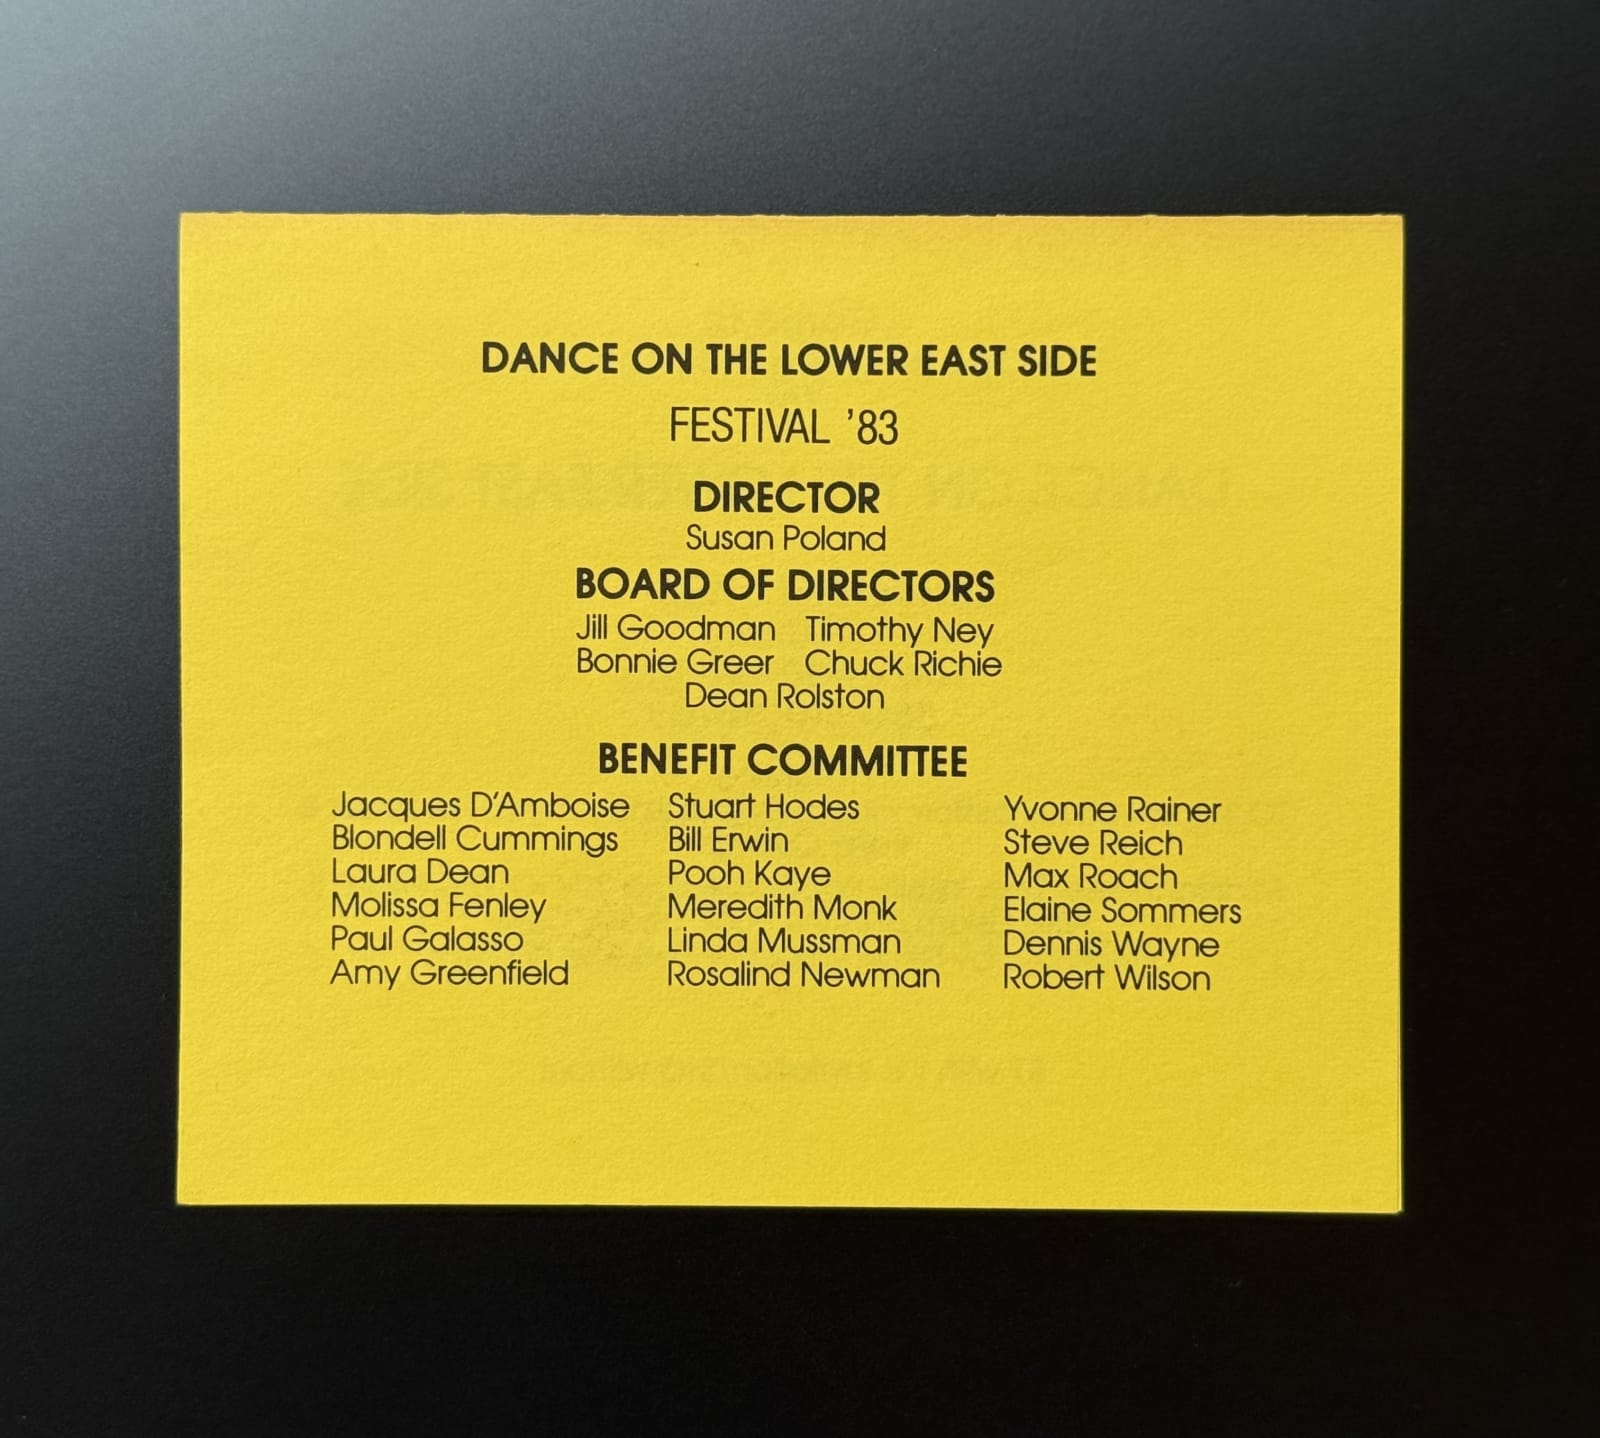 DANCE ON THE LOWER EAST SIDE
FESTIVAL '83
DIRECTOR
Susan Poland
BOARD OF DIRECTORS
Jill Goodman Timothy Ney
Bonnie Greer Chuck Richie
Dean Rolston
BENEFIT COMMITTEE
Jacques D'Amboise Stuart Hodes Yvonne Rainer
Blondell Cummings Bill Erwin Steve Reich
Laura Dean Pooh Kaye Max Roach
Molissa Fenley Meredith Monk Elaine Sommers
Paul Galasso Linda Mussman Dennis Wayne
Amy Greenfield Rosalind Newman Robert Wilson